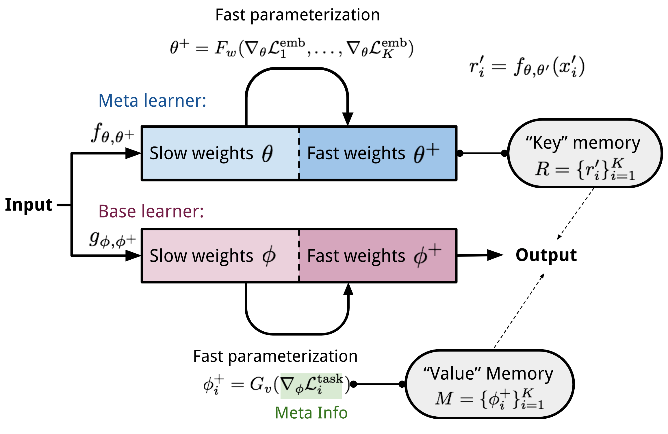 Fast parameterization
θ⁺ = F_w(∇_θ ℒ₁^emb, . . . , ∇_θ ℒ_K^emb)
r′_i = f_{θ,θ′}(x′_i)
Meta learner:
f_{θ,θ⁺}
Slow weights θ
Fast weights θ⁺
“Key” memory
R = {r′_i}_{i=1}^K
Input
Base learner:
g_{ϕ,ϕ⁺}
Slow weights ϕ
Fast weights ϕ⁺
Output
Fast parameterization
ϕ_i⁺ = G_v(∇_ϕ ℒ_i^task)
Meta Info
“Value” Memory
M = {ϕ_i⁺}_{i=1}^K